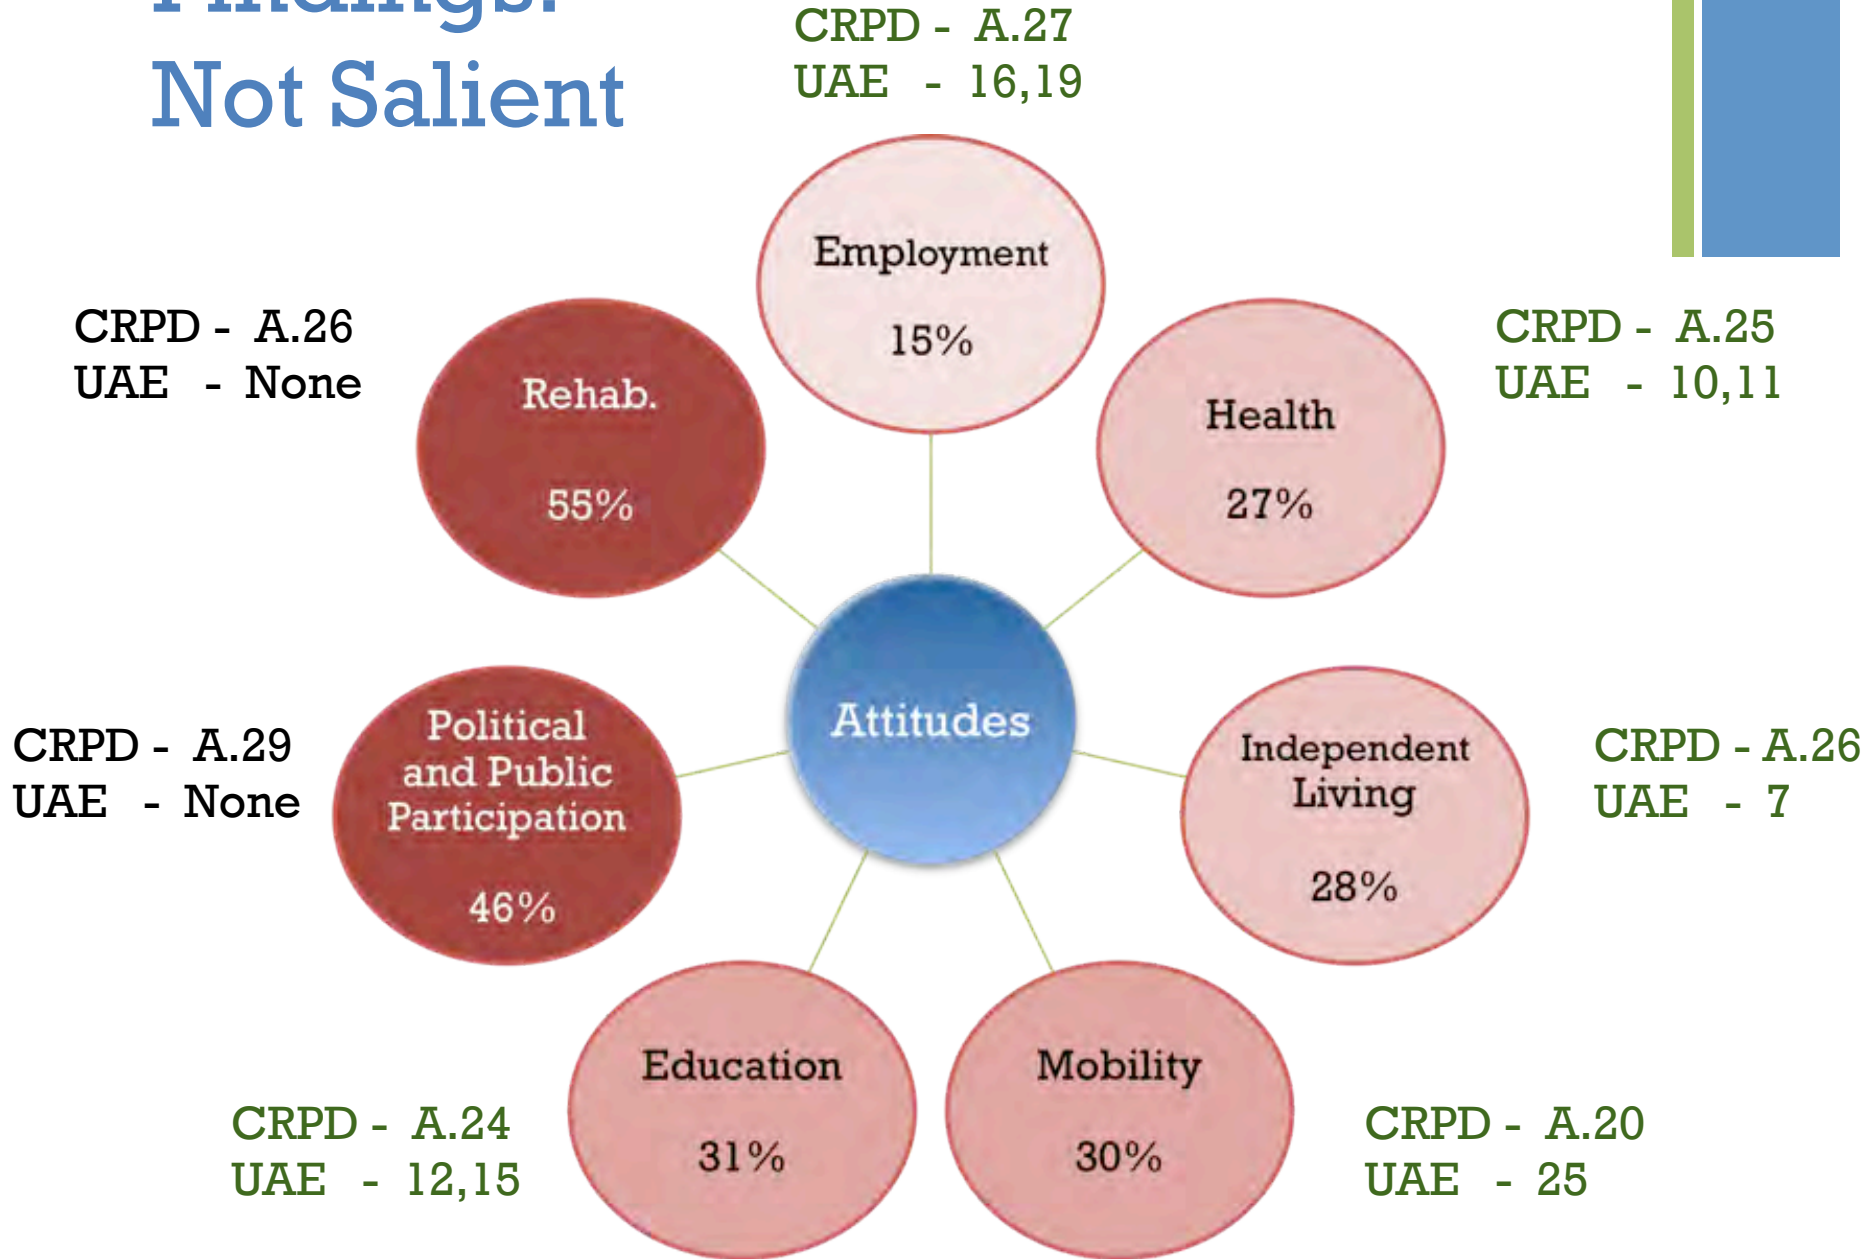 Findings:
Not Salient
CRPD - A.27
UAE - 16,19
Employment
15%
CRPD - A.25
UAE - 10,11
Health
27%
CRPD - A.26
UAE - 7
Independent
Living
28%
CRPD - A.20
UAE - 25
Mobility
30%
CRPD - A.24
UAE - 12,15
Education
31%
CRPD - A.29
UAE - None
Political
and Public
Participation
46%
CRPD - A.26
UAE - None
Rehab.
55%
Attitudes